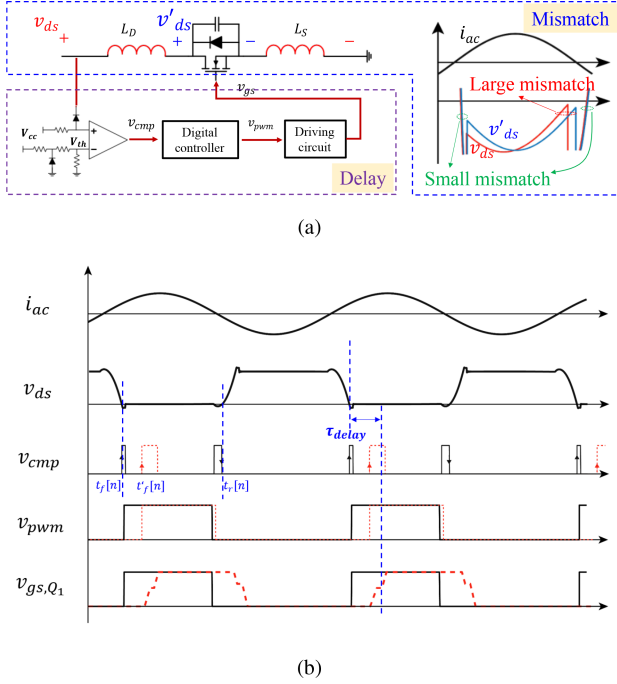 Mismatch
v_ds
+
L_D
v'_ds
+
−
L_S
−
v_gs
V_cc
V_th
+
−
v_cmp
Digital
controller
v_pwm
Driving
circuit
Delay
i_ac
Large mismatch
v'_ds
v_ds
Small mismatch
(a)
i_ac
v_ds
τ_delay
v_cmp
t_f[n]
t'_f[n]
t_r[n]
v_pwm
v_gs,Q_1
(b)